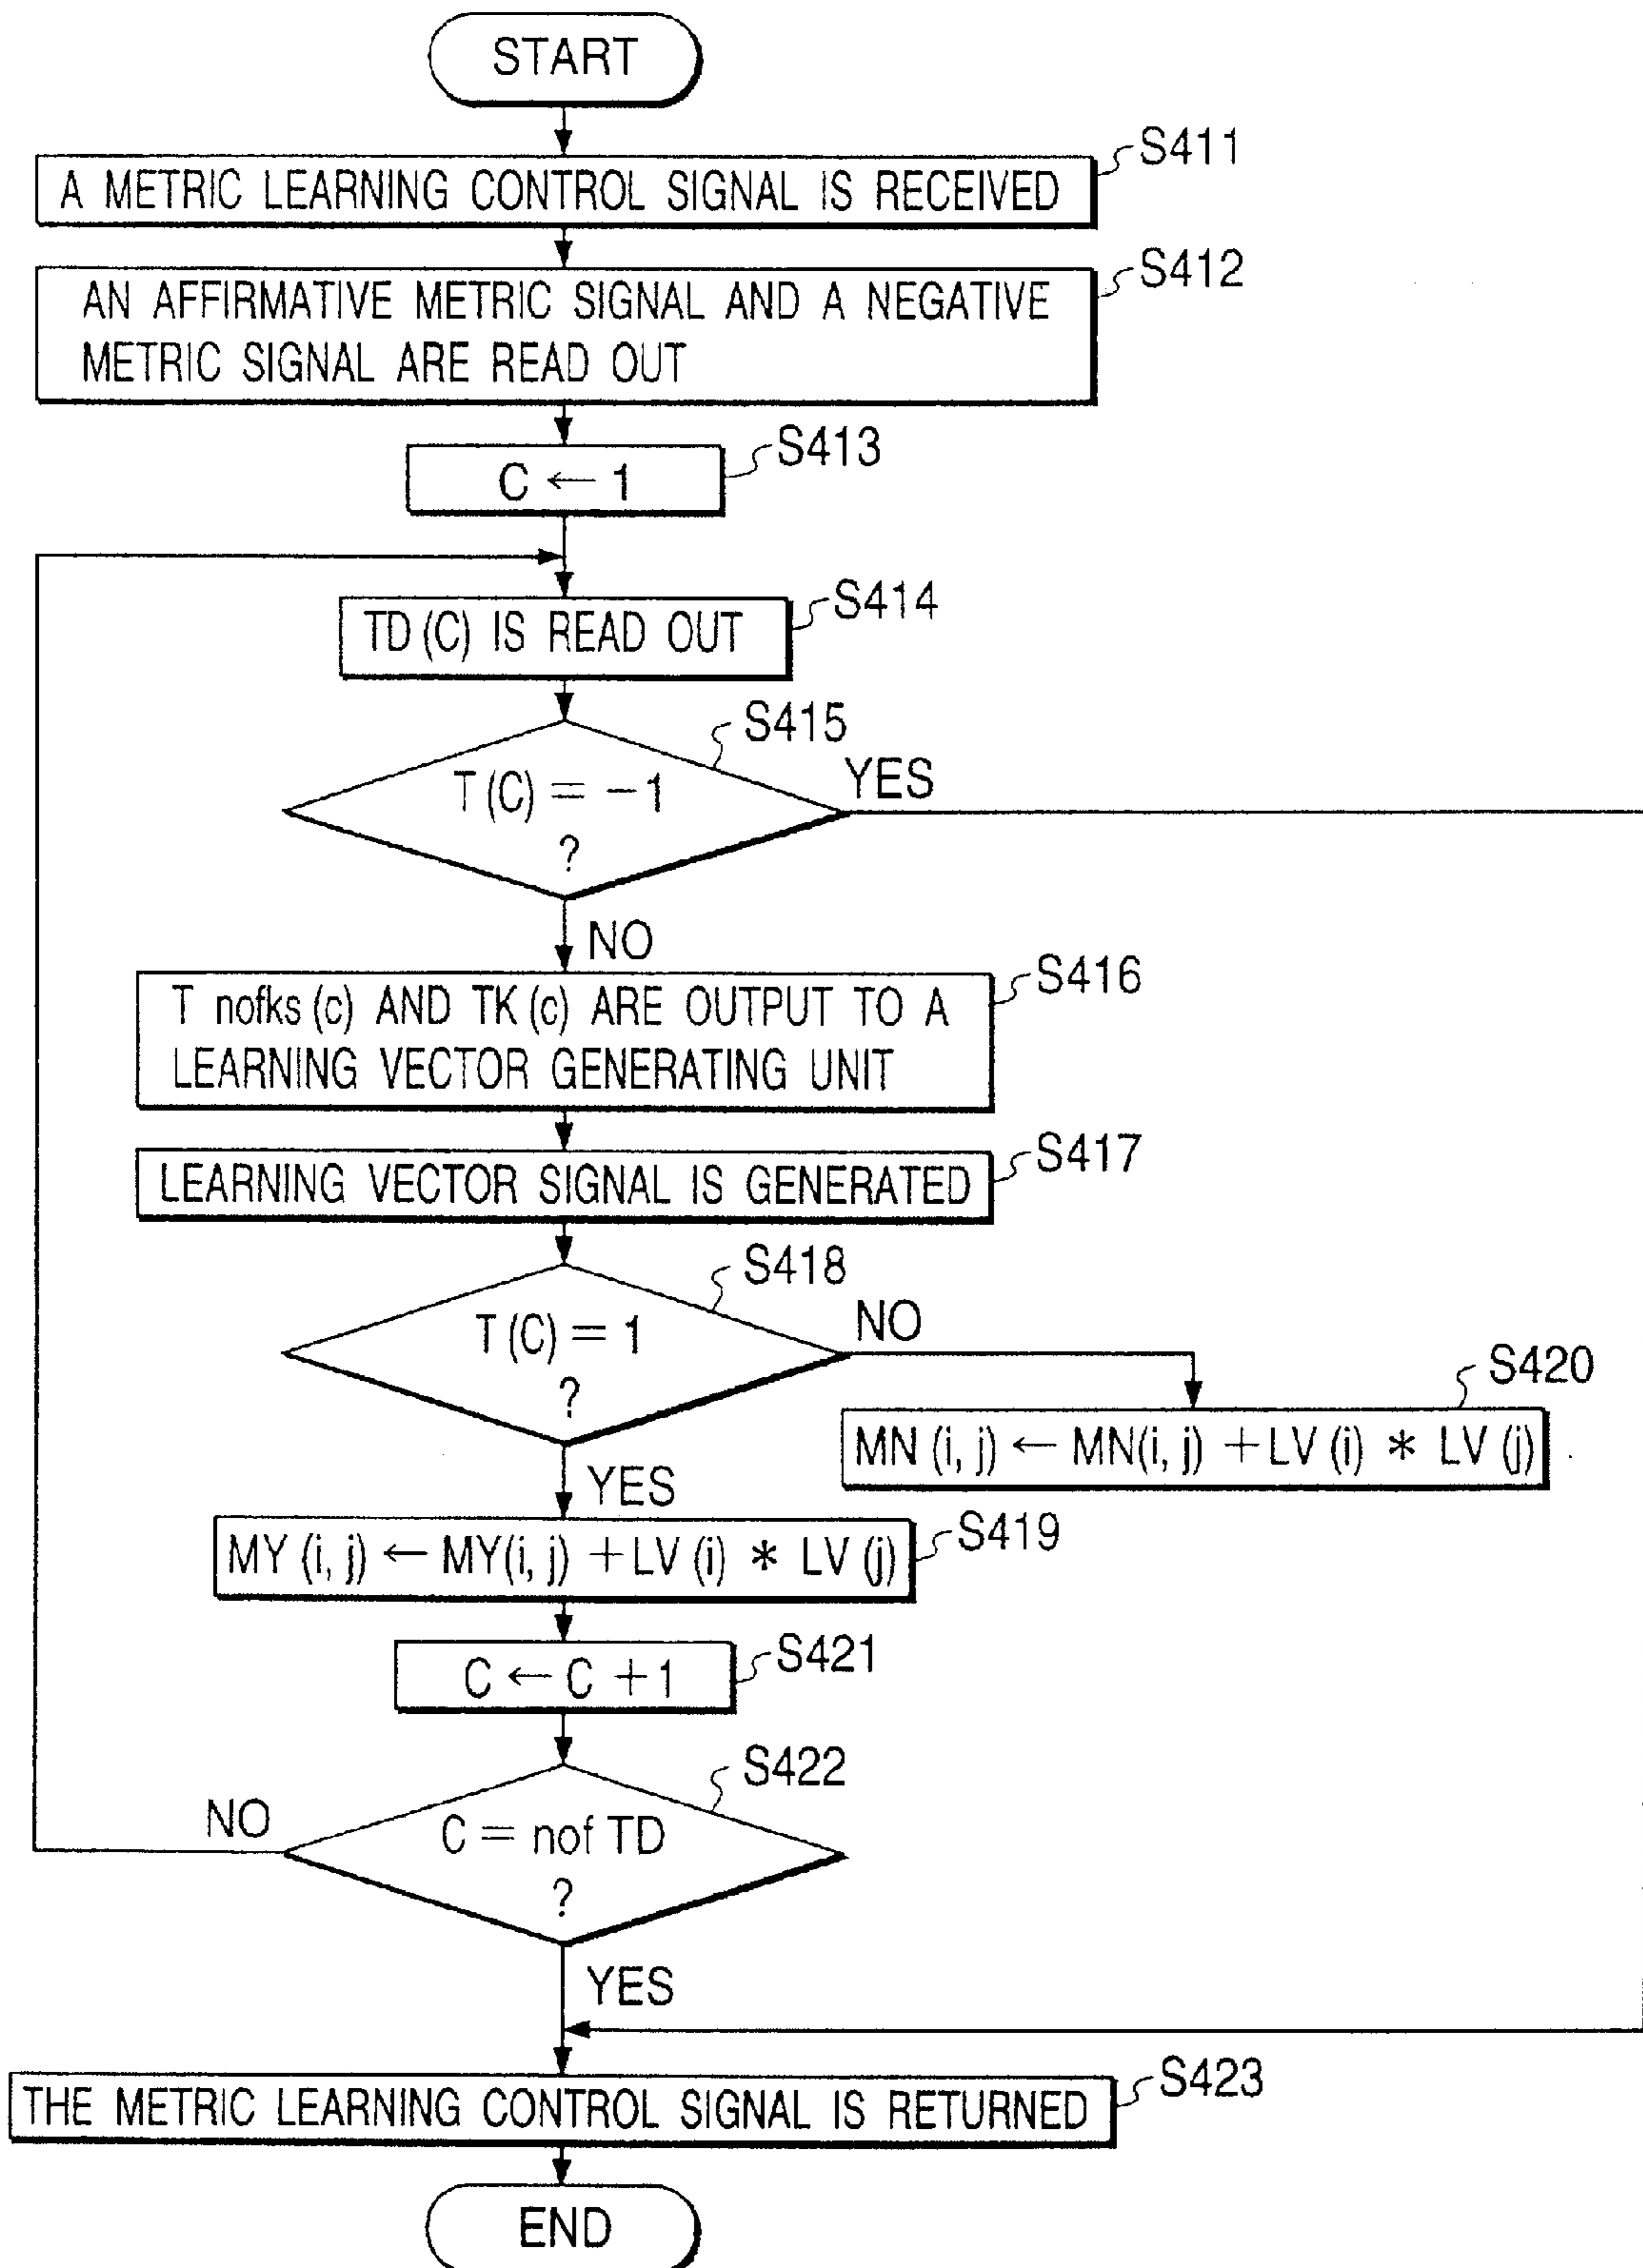 START
S411
A METRIC LEARNING CONTROL SIGNAL IS RECEIVED
S412
AN AFFIRMATIVE METRIC SIGNAL AND A NEGATIVE
METRIC SIGNAL ARE READ OUT
S413
C ← 1
S414
TD (C) IS READ OUT
S415
T (C) = −1
?
YES
NO
S416
T nofks (c) AND TK (c) ARE OUTPUT TO A
LEARNING VECTOR GENERATING UNIT
S417
LEARNING VECTOR SIGNAL IS GENERATED
S418
T (C) = 1
?
NO
S420
MN (i, j) ← MN(i, j) +LV (i) * LV (j)
YES
S419
MY (i, j) ← MY(i, j) +LV (i) * LV (j)
S421
C ← C +1
S422
C = nof TD
?
NO
YES
S423
THE METRIC LEARNING CONTROL SIGNAL IS RETURNED
END